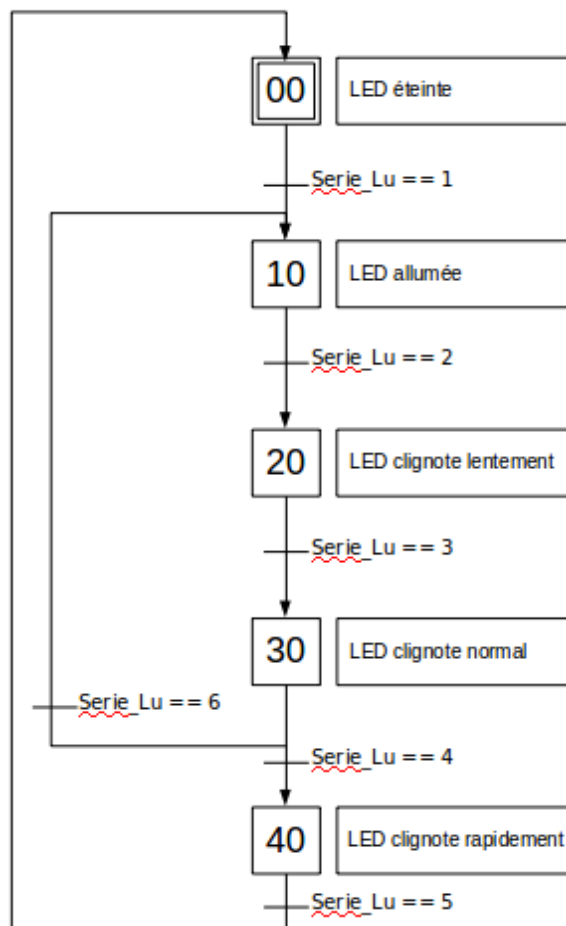 00
LED éteinte
Serie_Lu == 1
10
LED allumée
Serie_Lu == 2
20
LED clignote lentement
Serie_Lu == 3
30
LED clignote normal
Serie_Lu == 6
Serie_Lu == 4
40
LED clignote rapidement
Serie_Lu == 5